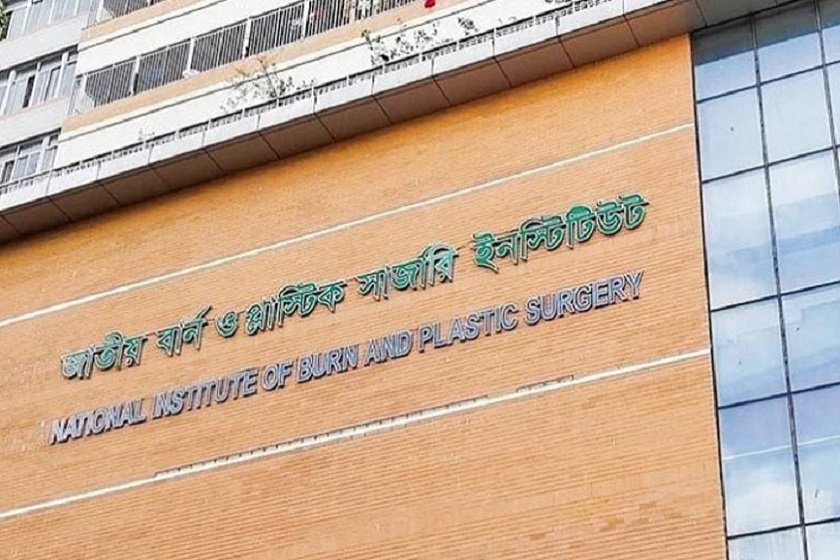 জাতীয় বার্ন ও প্লাস্টিক সার্জারি ইনস্টিটিউট
NATIONAL INSTITUTE OF BURN AND PLASTIC SURGERY